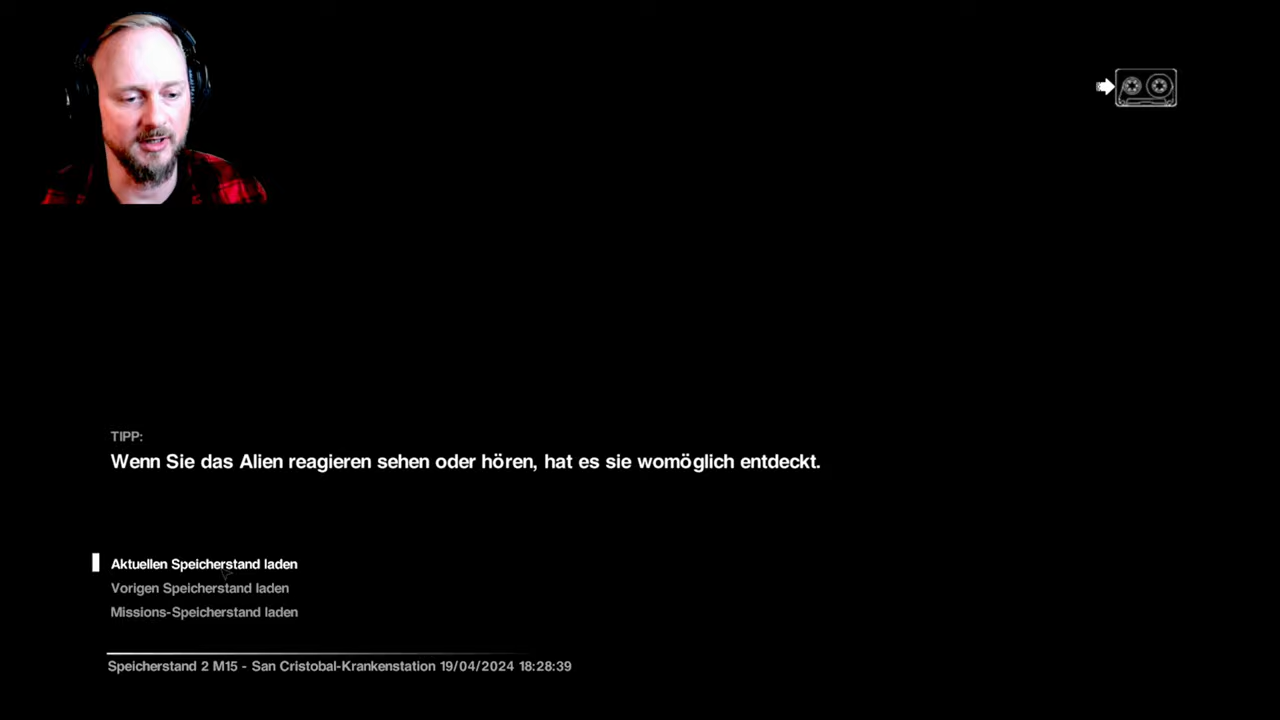 TIPP:
Wenn Sie das Alien reagieren sehen oder hören, hat es sie womöglich entdeckt.
Aktuellen Speicherstand laden
Vorigen Speicherstand laden
Missions-Speicherstand laden
Speicherstand 2 M15 - San Cristobal-Krankenstation 19/04/2024 18:28:39